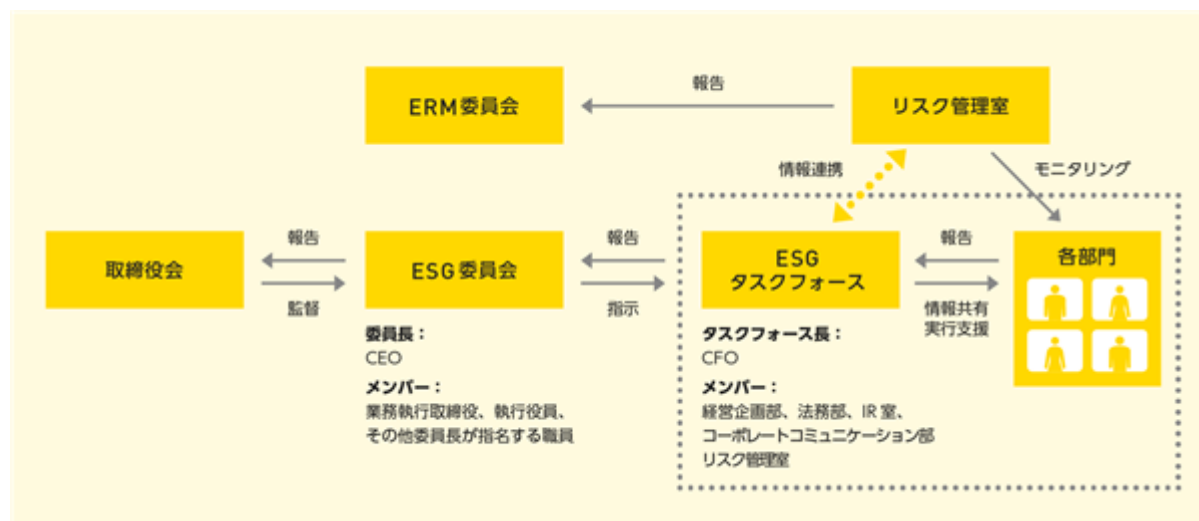 報告
ERM委員会
リスク管理室
情報連携
モニタリング
報告
報告
報告
取締役会
ESG委員会
ESG
タスクフォース
各部門
監督
指示
情報共有
実行支援
委員長：
CEO
メンバー：
業務執行取締役、執行役員、
その他委員長が指名する職員
タスクフォース長：
CFO
メンバー：
経営企画部、法務部、IR室、
コーポレートコミュニケーション部
リスク管理室